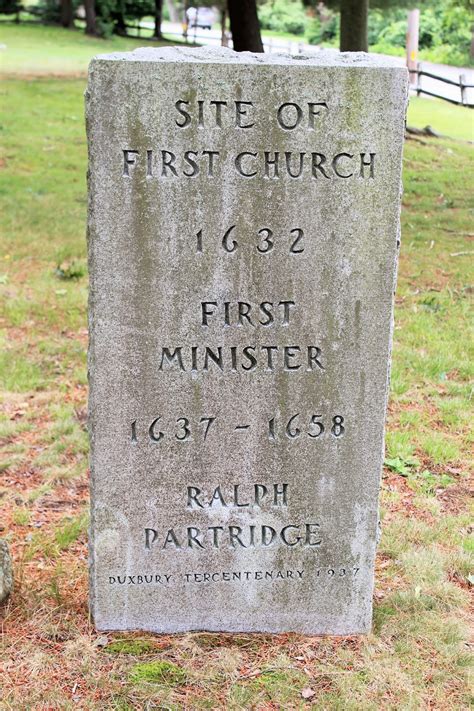 SITE OF
FIRST CHURCH
1632
FIRST
MINISTER
1637 - 1658
RALPH
PARTRIDGE
DUXBURY TERCENTENARY 1937